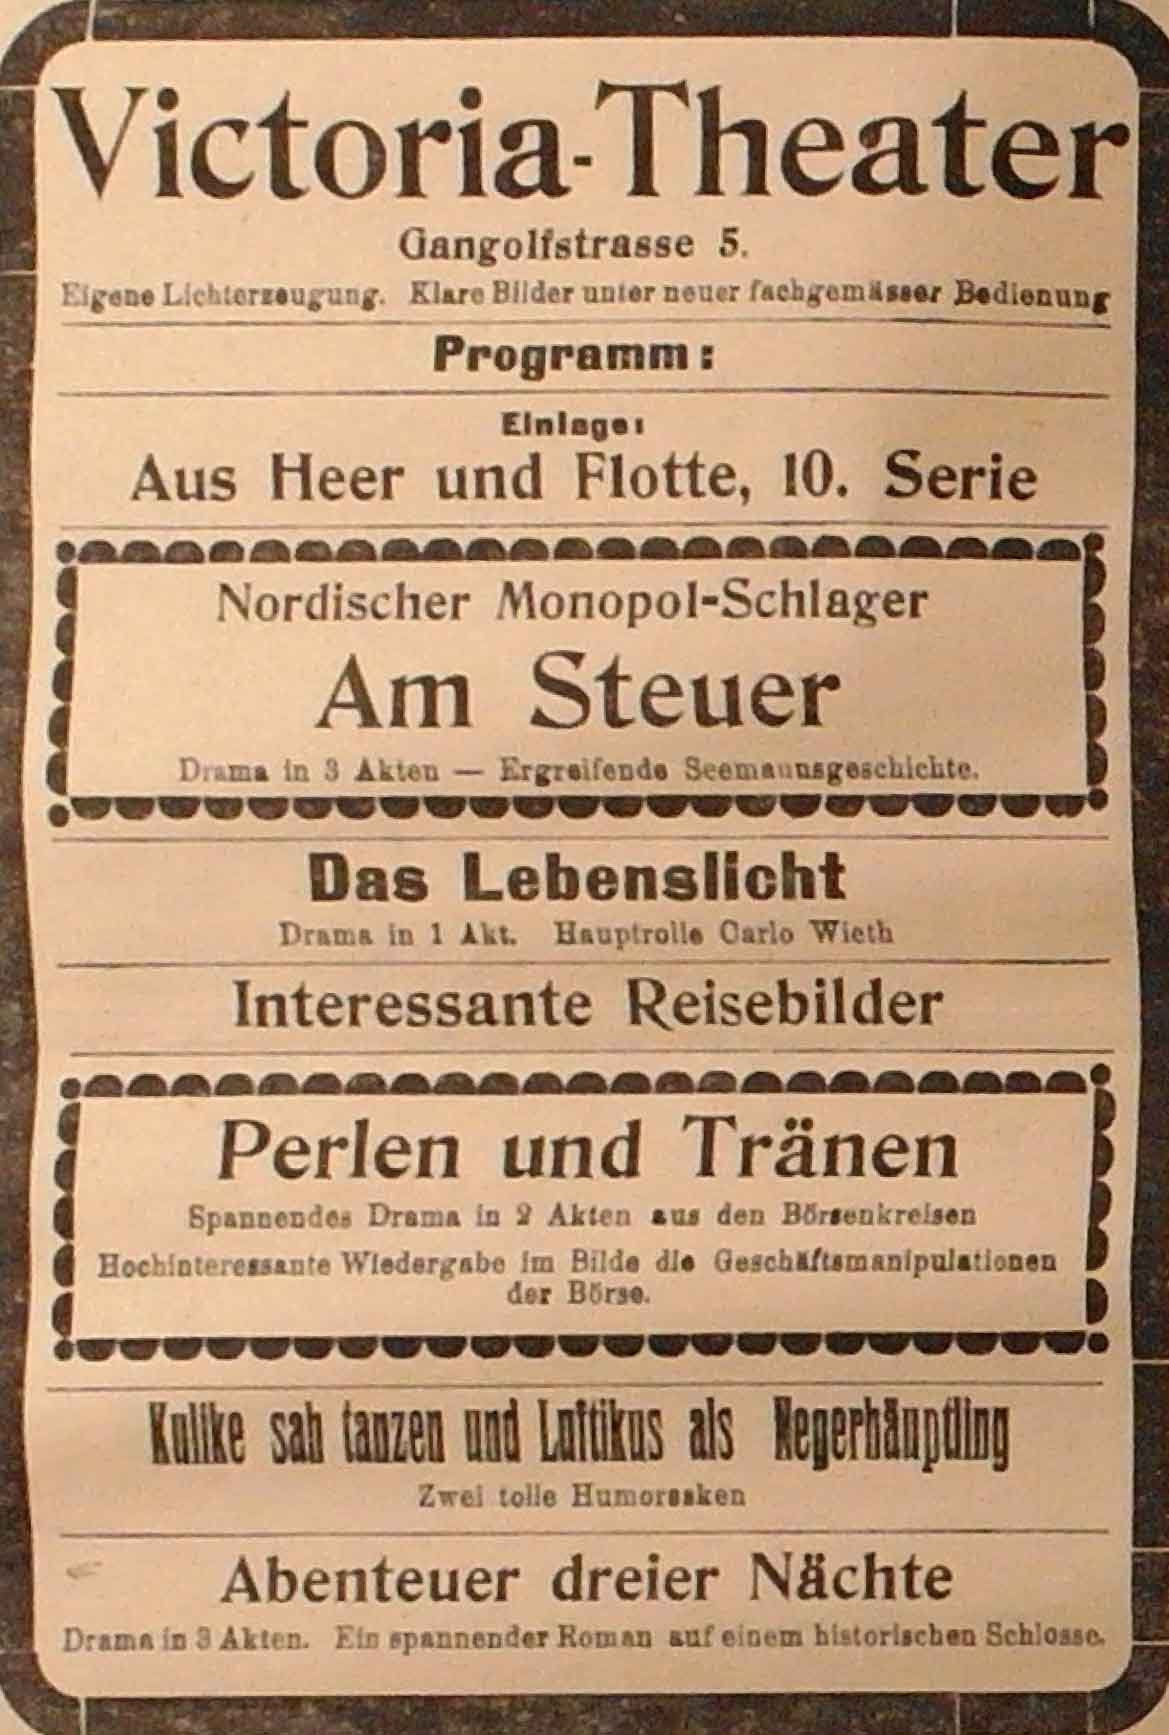 Victoria-Theater
Gangolfstrasse 5.
Eigene Lichterzeugung. Klare Bilder unter neuer fachgemässer Bedienung
Programm:
Einlage:
Aus Heer und Flotte, 10. Serie
Nordischer Monopol-Schlager
Am Steuer
Drama in 3 Akten — Ergreifende Seemannsgeschichte.
Das Lebenslicht
Drama in 1 Akt. Hauptrolle Carlo Wieth
Interessante Reisebilder
Perlen und Tränen
Spannendes Drama in 2 Akten aus den Börsenkreisen
Hochinteressante Wiedergabe im Bilde die Geschäftsmanipulationen
der Börse.
Kulike sah tanzen und Luftikus als Negerhäuptling
Zwei tolle Humoresken
Abenteuer dreier Nächte
Drama in 3 Akten. Ein spannender Roman auf einem historischen Schlosse.